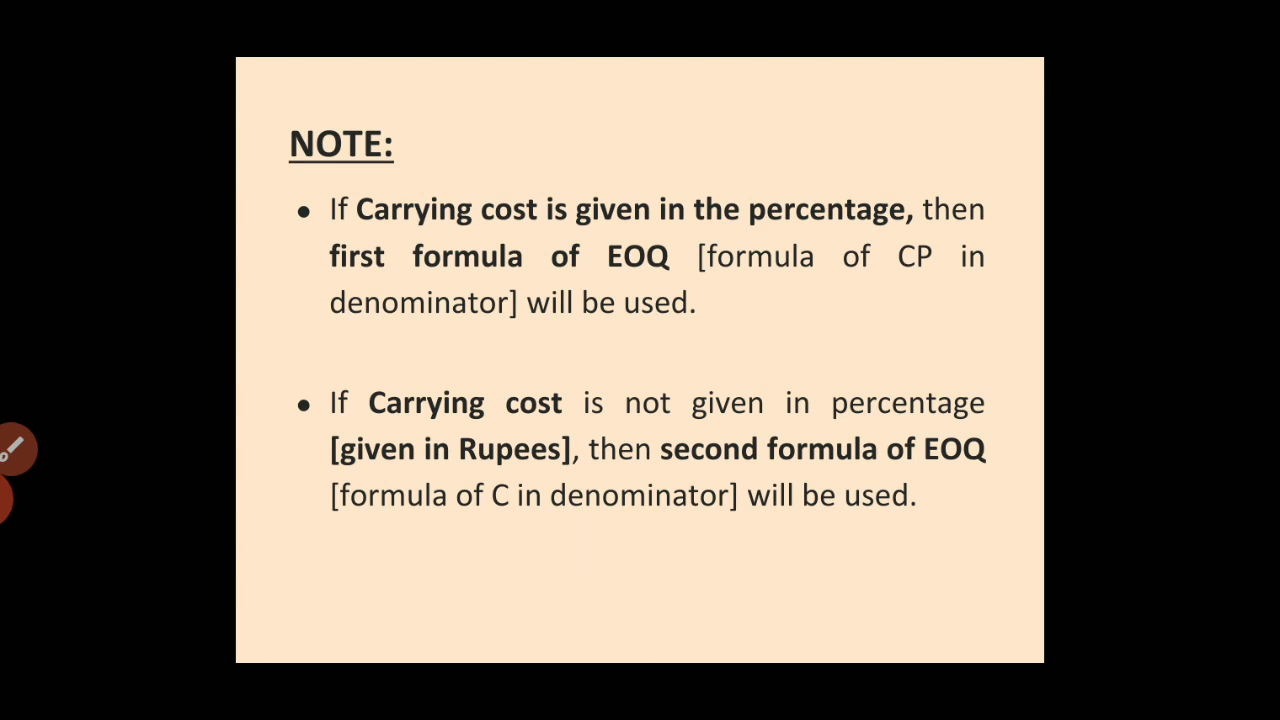 NOTE:
● If Carrying cost is given in the percentage, then
first formula of EOQ [formula of CP in
denominator] will be used.
● If Carrying cost is not given in percentage
[given in Rupees], then second formula of EOQ
[formula of C in denominator] will be used.